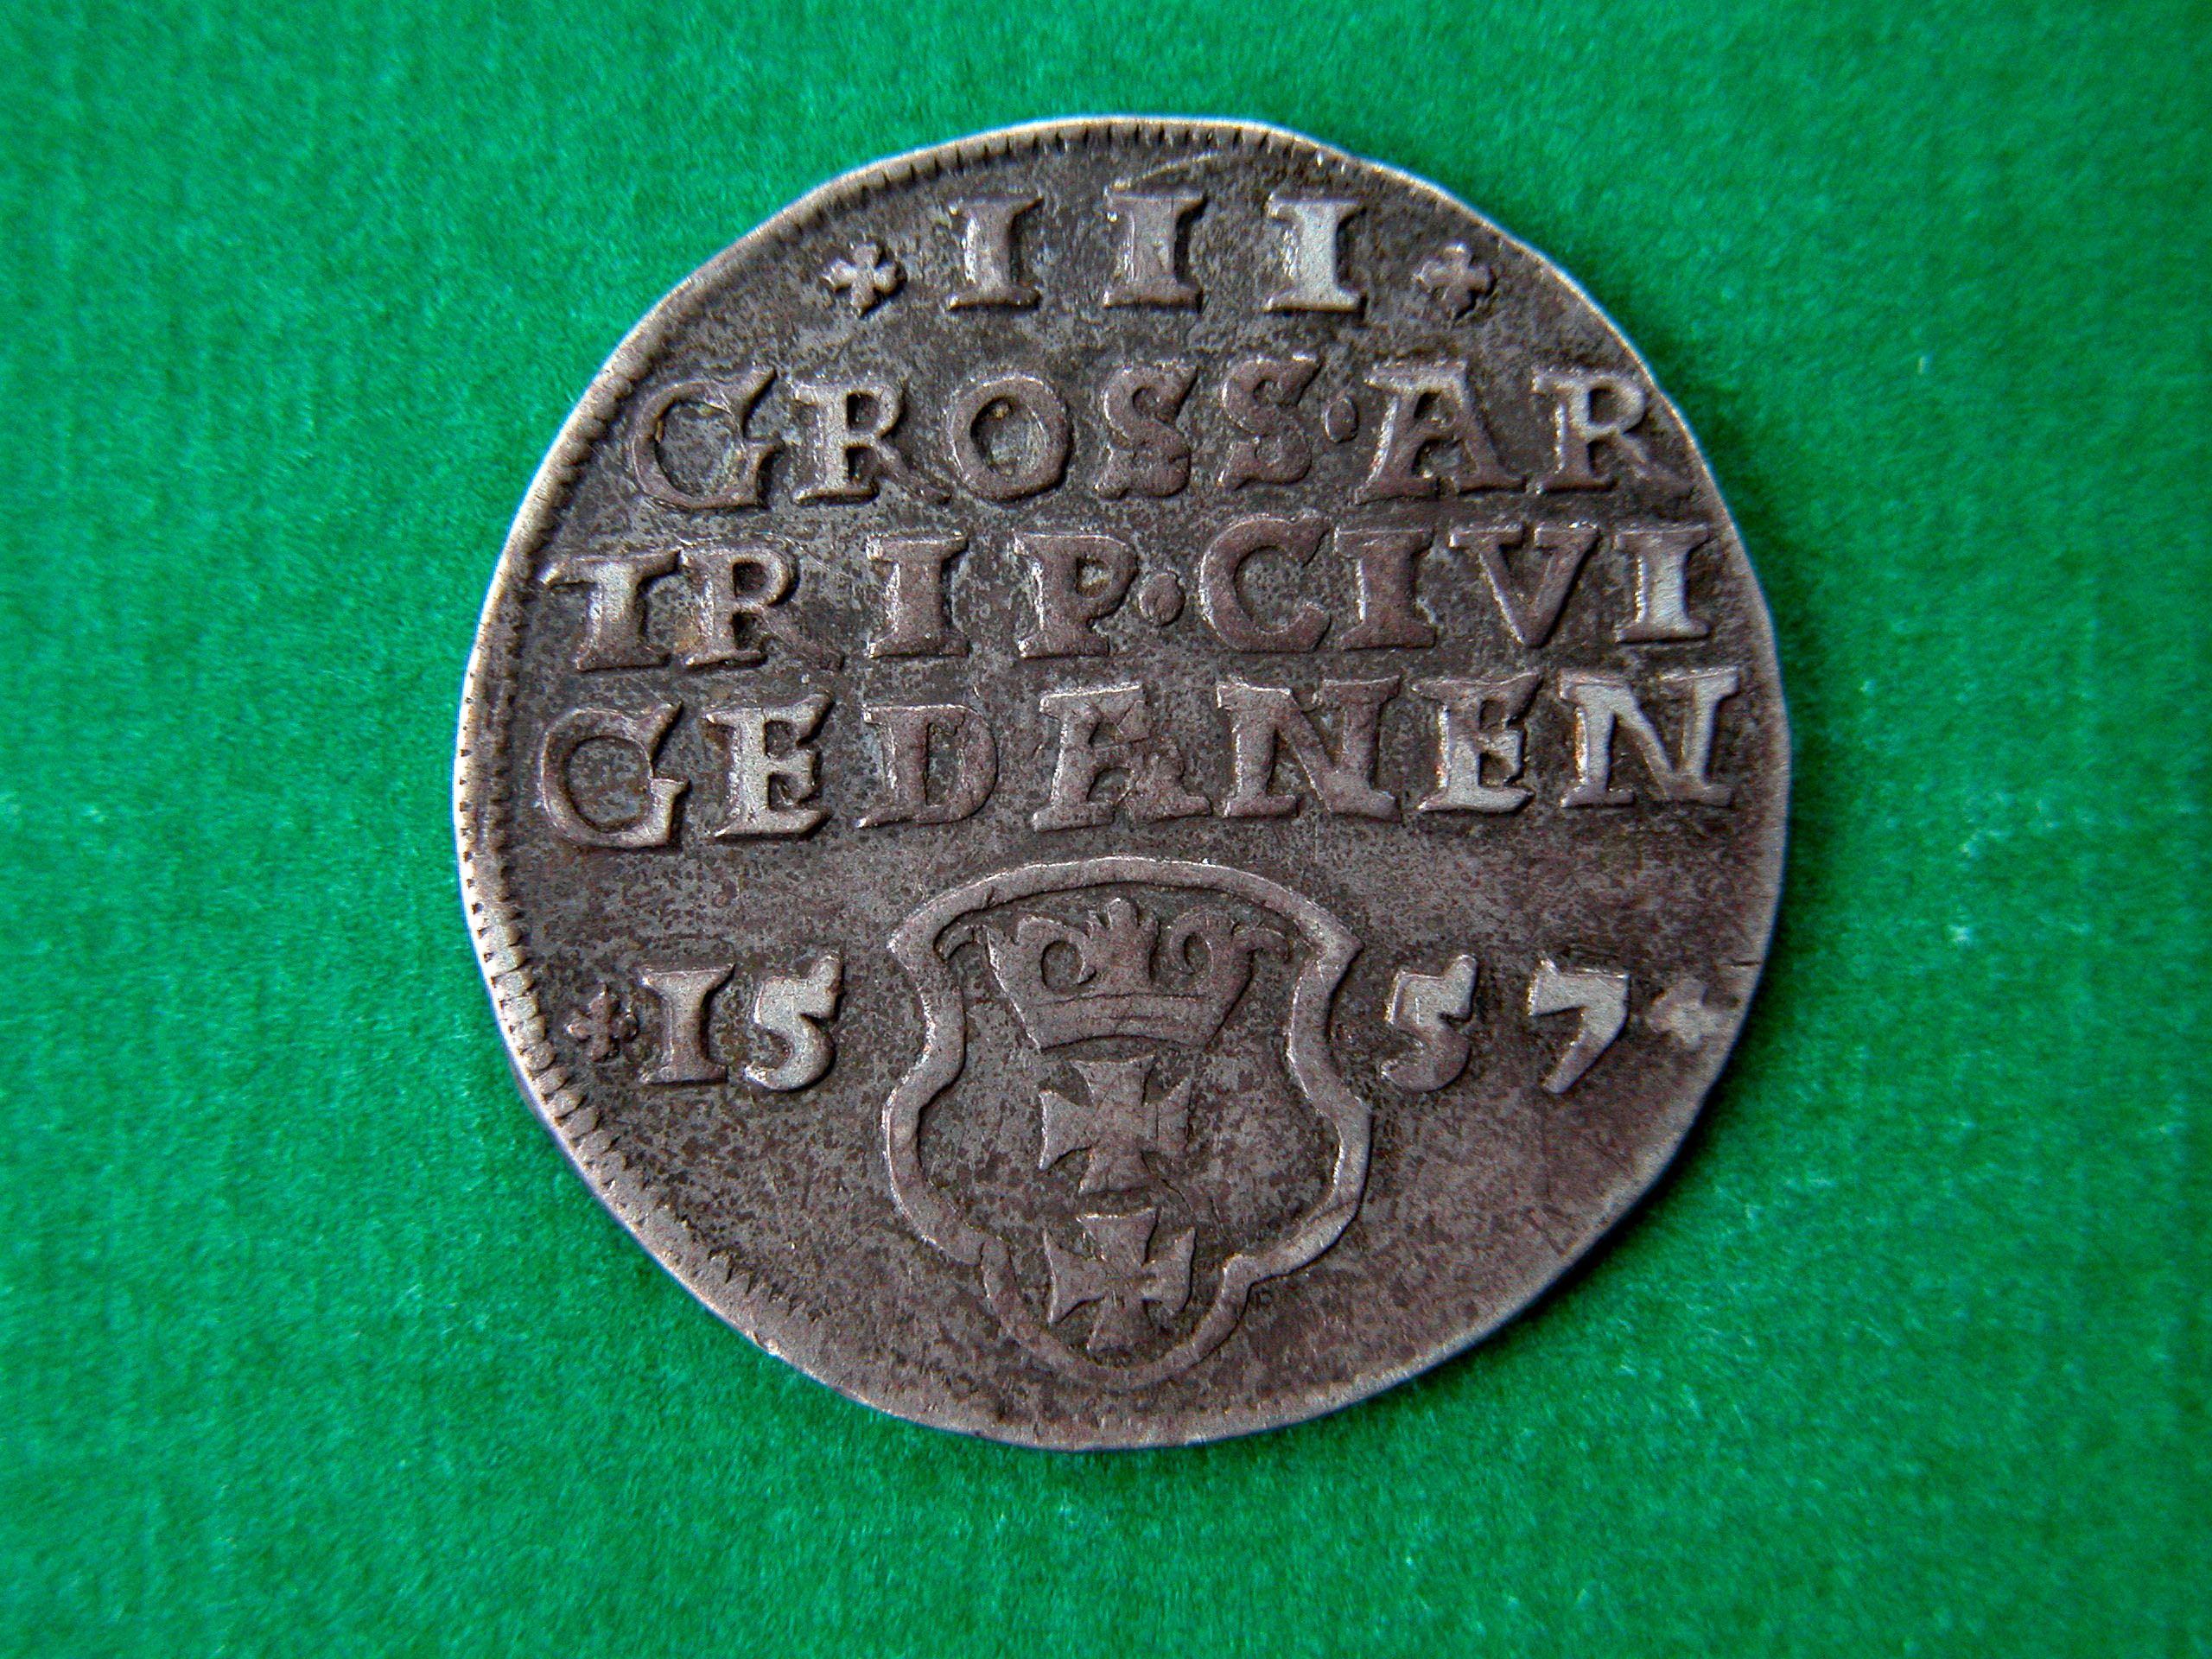 III
GROSS·AR
TRIP·CIVI
GEDANEN
15 57